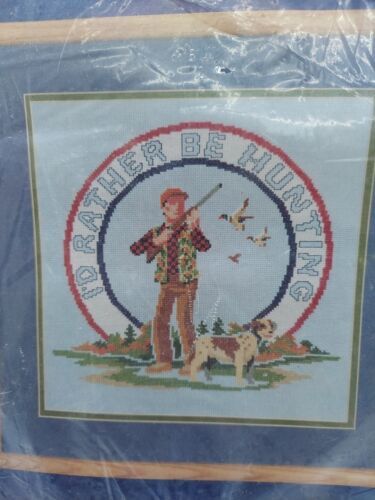 I'D RATHER BE HUNTING